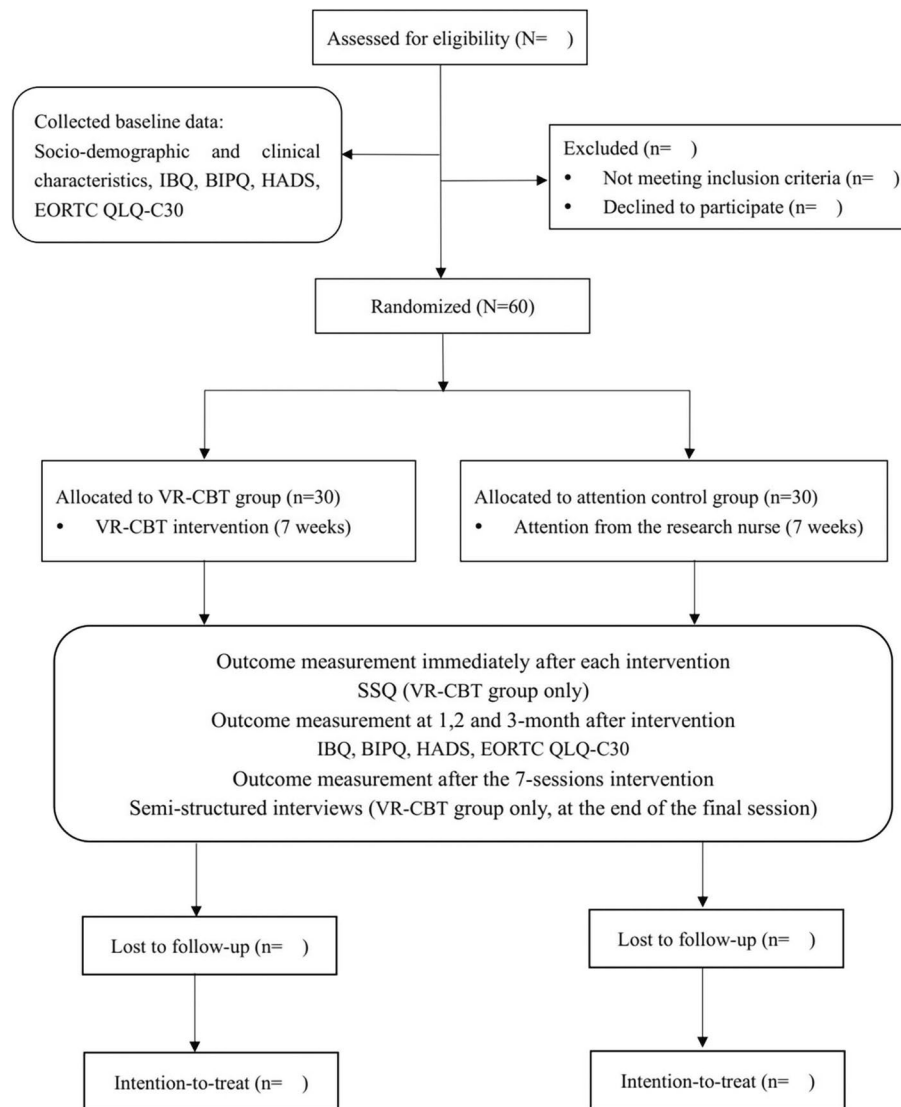 Assessed for eligibility (N= )
Collected baseline data:
Socio-demographic and clinical
characteristics, IBQ, BIPQ, HADS,
EORTC QLQ-C30
Excluded (n= )
• Not meeting inclusion criteria (n= )
• Declined to participate (n= )
Randomized (N=60)
Allocated to VR-CBT group (n=30)
• VR-CBT intervention (7 weeks)
Allocated to attention control group (n=30)
• Attention from the research nurse (7 weeks)
Outcome measurement immediately after each intervention
SSQ (VR-CBT group only)
Outcome measurement at 1,2 and 3-month after intervention
IBQ, BIPQ, HADS, EORTC QLQ-C30
Outcome measurement after the 7-sessions intervention
Semi-structured interviews (VR-CBT group only, at the end of the final session)
Lost to follow-up (n= )
Lost to follow-up (n= )
Intention-to-treat (n= )
Intention-to-treat (n= )